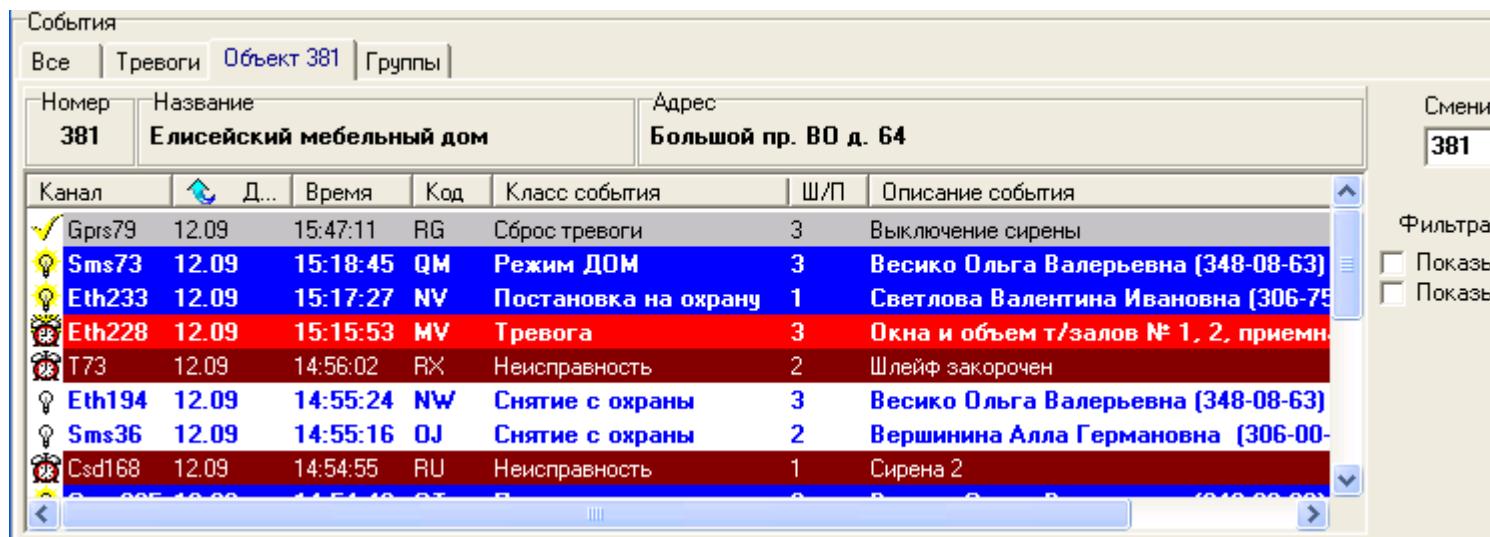 События
Все Тревоги Объект 381 Группы
Номер Название Адрес Смени
381 Елисейский мебельный дом Большой пр. ВО д. 64 381
Канал Д... Время Код Класс события Ш/П Описание события
Фильтра
Gprs79 12.09 15:47:11 RG Сброс тревоги 3 Выключение сирены
Sms73 12.09 15:18:45 QM Режим ДОМ 3 Весико Ольга Валерьевна (348-08-63) Показы
Eth233 12.09 15:17:27 NV Постановка на охрану 1 Светлова Валентина Ивановна (306-75 Показы
Eth228 12.09 15:15:53 MV Тревога 3 Окна и объем т/залов № 1, 2, приемн
T73 12.09 14:56:02 RX Неисправность 2 Шлейф закорочен
Eth194 12.09 14:55:24 NW Снятие с охраны 3 Весико Ольга Валерьевна (348-08-63)
Sms36 12.09 14:55:16 OJ Снятие с охраны 2 Вершинина Алла Германовна (306-00-
Csd168 12.09 14:54:55 RU Неисправность 1 Сирена 2